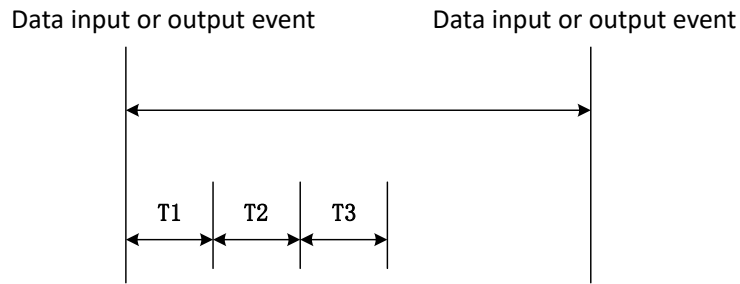 Data input or output event
Data input or output event
T1
T2
T3